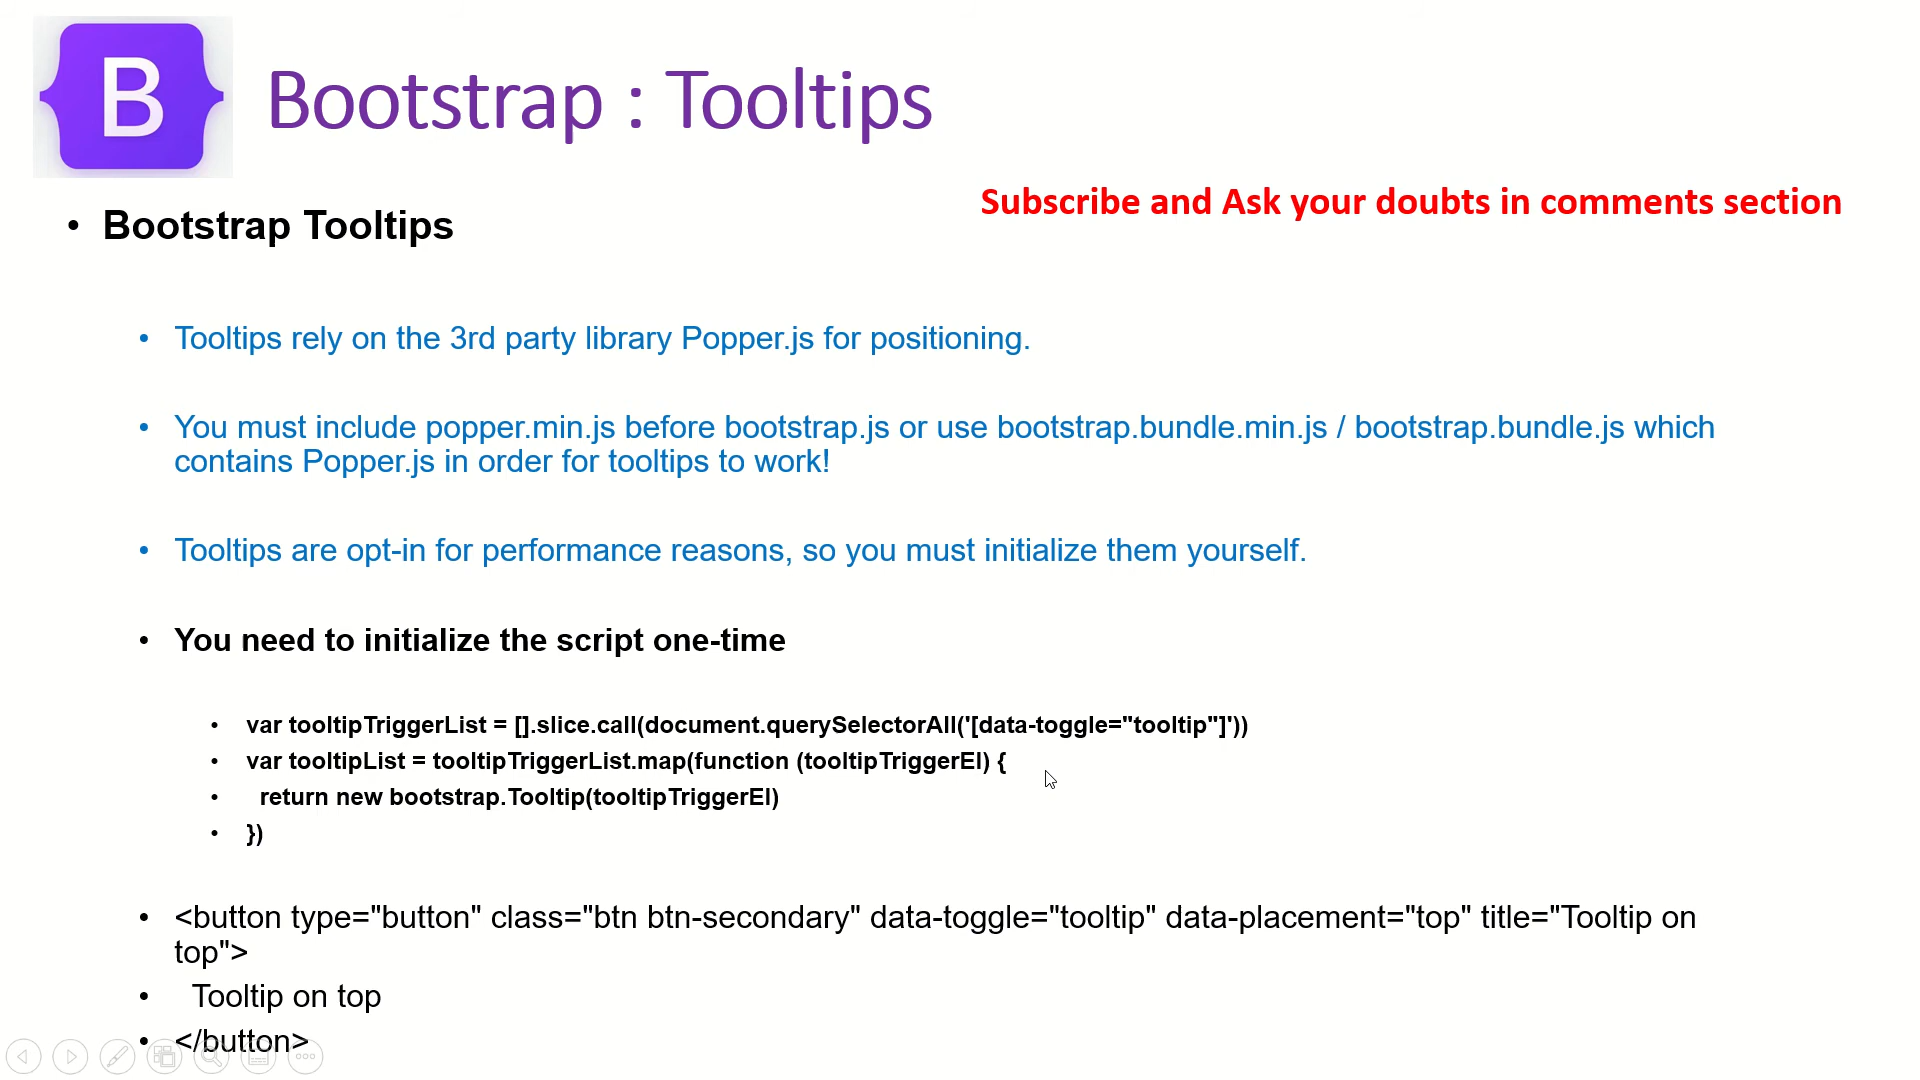 B
Bootstrap : Tooltips
Subscribe and Ask your doubts in comments section
• Bootstrap Tooltips
• Tooltips rely on the 3rd party library Popper.js for positioning.
• You must include popper.min.js before bootstrap.js or use bootstrap.bundle.min.js / bootstrap.bundle.js which
contains Popper.js in order for tooltips to work!
• Tooltips are opt-in for performance reasons, so you must initialize them yourself.
• You need to initialize the script one-time
• var tooltipTriggerList = [].slice.call(document.querySelectorAll('[data-toggle="tooltip"]'))
• var tooltipList = tooltipTriggerList.map(function (tooltipTriggerEl) {
• return new bootstrap.Tooltip(tooltipTriggerEl)
• })
• <button type="button" class="btn btn-secondary" data-toggle="tooltip" data-placement="top" title="Tooltip on
top">
• Tooltip on top
• </button>